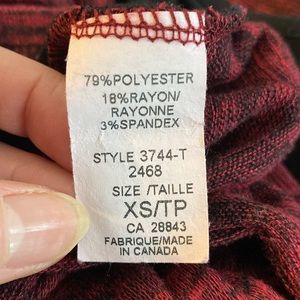 79%POLYESTER
18%RAYON/
RAYONNE
3%SPANDEX
STYLE 3744-T
2468
SIZE /TAILLE
XS/TP
CA 28843
FABRIQUE/MADE
IN CANADA